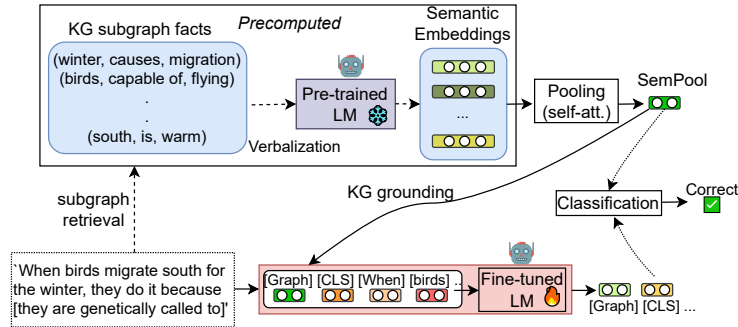 KG subgraph facts
Precomputed
Semantic
Embeddings
(winter, causes, migration)
(birds, capable of, flying)
.
.
(south, is, warm)
Verbalization
Pre-trained
LM
...
Pooling
(self-att.)
SemPool
KG grounding
subgraph
retrieval
Classification
Correct
`When birds migrate south for
the winter, they do it because
[they are genetically called to]'
[Graph] [CLS] [When] [birds] ..
Fine-tuned
LM
[Graph] [CLS] ...